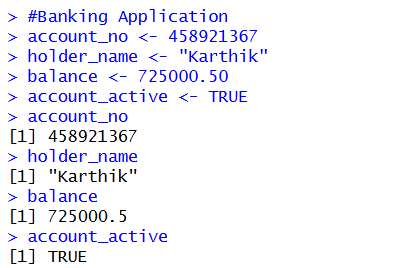 > #Banking Application
> account_no <- 458921367
> holder_name <- "Karthik"
> balance <- 725000.50
> account_active <- TRUE
> account_no
[1] 458921367
> holder_name
[1] "Karthik"
> balance
[1] 725000.5
> account_active
[1] TRUE